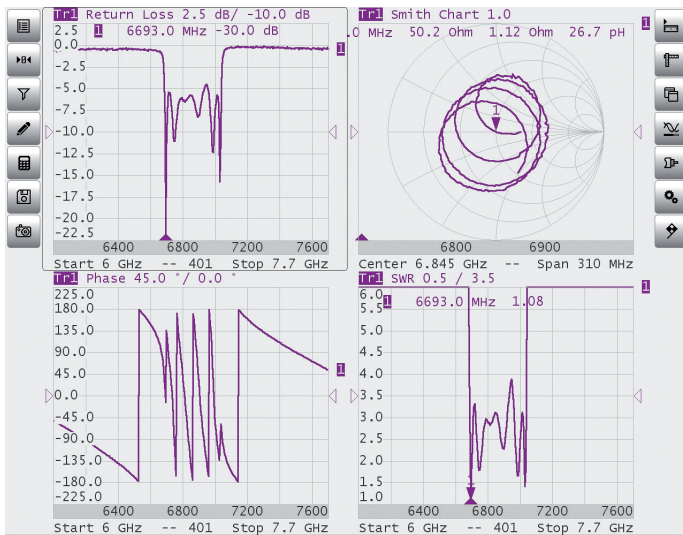 Tr1 Return Loss 2.5 dB/ -10.0 dB
1 6693.0 MHz -30.0 dB
1
2.5
0.0
-2.5
-5.0
-7.5
-10.0
-12.5
-15.0
-17.5
-20.0
-22.5
6400 6800 7200 7600
Start 6 GHz -- 401 Stop 7.7 GHz
Tr1 Smith Chart 1.0
.0 MHz 50.2 Ohm 1.12 Ohm 26.7 pH
1
1
6800 6900
Center 6.845 GHz -- Span 310 MHz
Tr1 Phase 45.0 °/ 0.0 °
225.0
180.0
135.0
90.0
45.0
0.0
-45.0
-90.0
-135.0
-180.0
-225.0
1
6400 6800 7200 7600
Start 6 GHz -- 401 Stop 7.7 GHz
Tr1 SWR 0.5 / 3.5
1 6693.0 MHz 1.08
1
6.0
5.5
5.0
4.5
4.0
3.5
3.0
2.5
2.0
1.5
1.0
1
6400 6800 7200 7600
Start 6 GHz -- 401 Stop 7.7 GHz